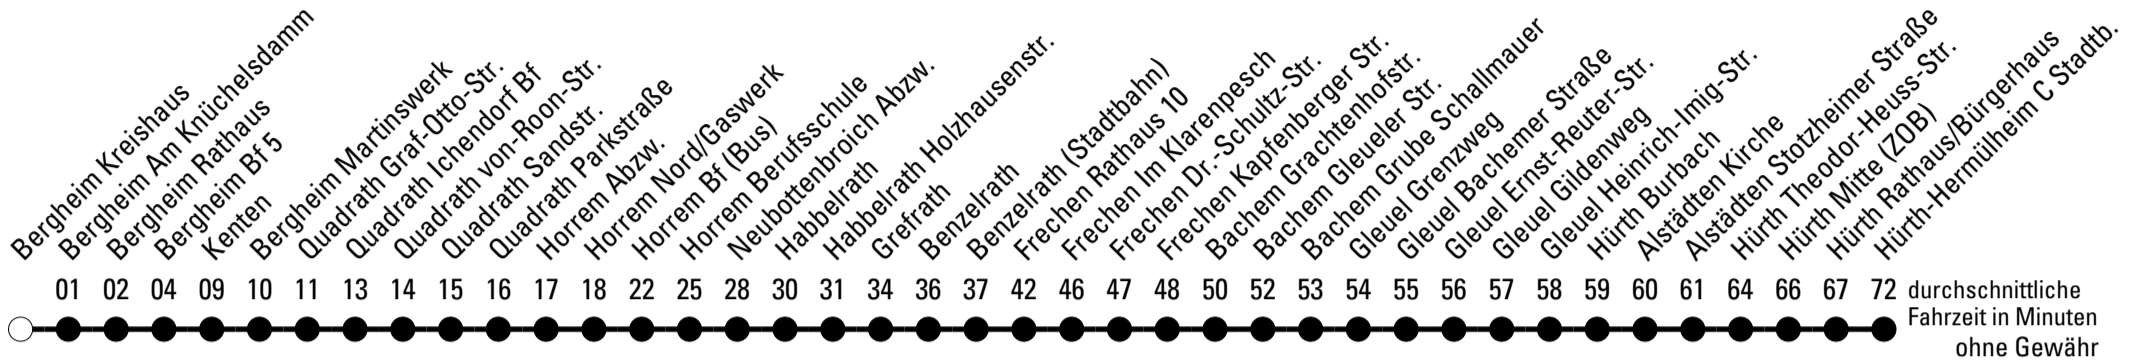 Bergheim Kreishaus
Bergheim Am Knüchelsdamm
Bergheim Rathaus
Bergheim Bf 5
Kenten
Bergheim Martinswerk
Quadrath Graf-Otto-Str.
Quadrath Ichendorf Bf
Quadrath von-Roon-Str.
Quadrath Sandstr.
Quadrath Parkstraße
Horrem Abzw.
Horrem Nord/Gaswerk
Horrem Bf (Bus)
Horrem Berufsschule
Neubottenbroich Abzw.
Habbelrath
Habbelrath Holzhausenstr.
Grefrath
Benzelrath
Benzelrath (Stadtbahn)
Frechen Rathaus 10
Frechen Im Klarenpesch
Frechen Dr.-Schultz-Str.
Frechen Kapfenberger Str.
Bachem Grachtenhofstr.
Bachem Gleueler Str.
Bachem Grube Schallmauer
Gleuel Grenzweg
Gleuel Bachemer Straße
Gleuel Ernst-Reuter-Str.
Gleuel Gildenweg
Gleuel Heinrich-Imig-Str.
Hürth Burbach
Alstädten Kirche
Alstädten Stotzheimer Straße
Hürth Theodor-Heuss-Str.
Hürth Mitte (ZOB)
Hürth Rathaus/Bürgerhaus
Hürth-Hermülheim C Stadtb.
01 02 04 09 10 11 13 14 15 16 17 18 22 25 28 30 31 34 36 37 42 46 47 48 50 52 53 54 55 56 57 58 59 60 61 64 66 67 72 durchschnittliche
Fahrzeit in Minuten
ohne Gewähr